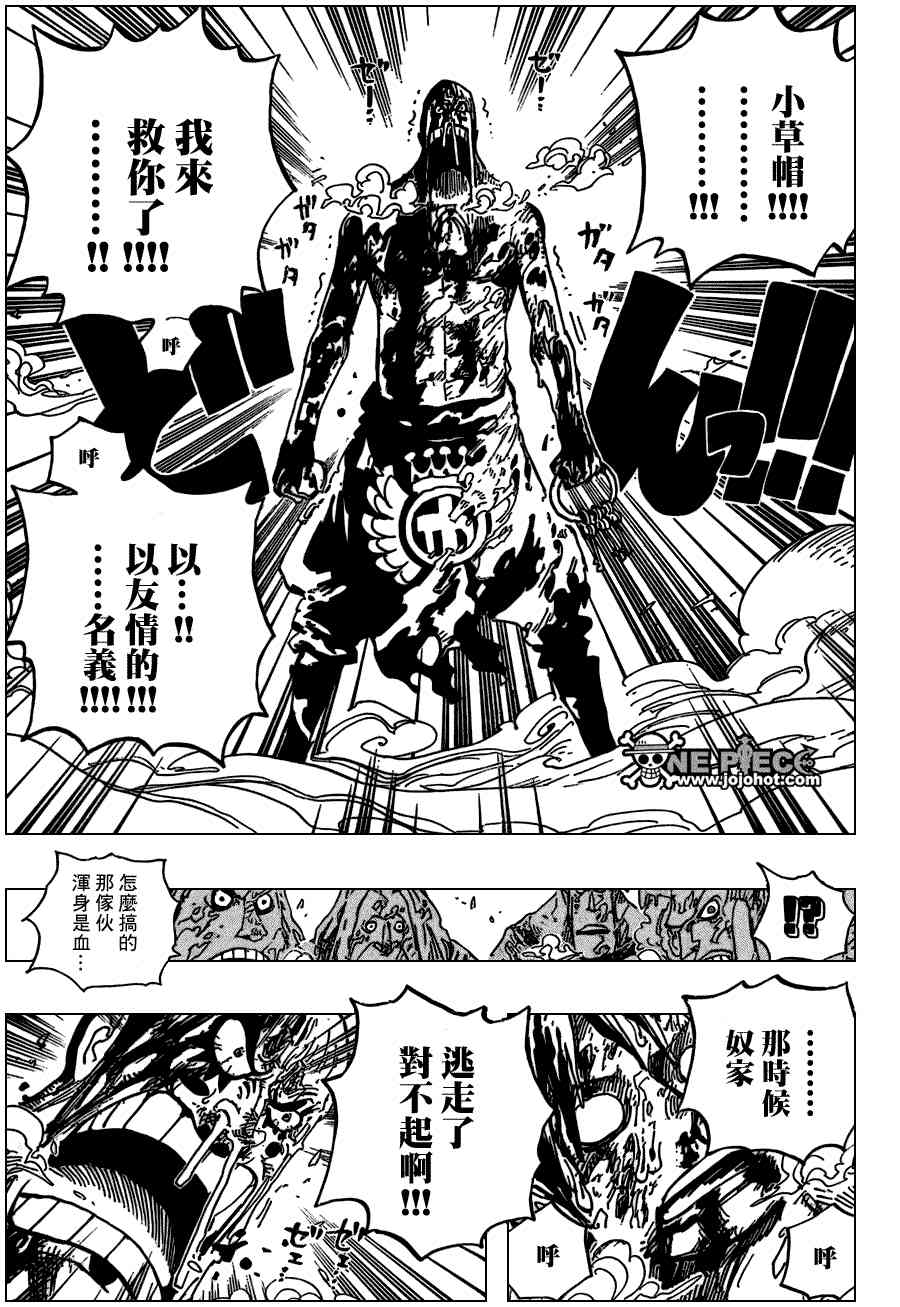 小草帽!!!!
…………
………!!!
ゼー!
ゼー!
ガタ
ガタ
ガタ
ガタ
我來
救你了!!!!
………!!
どどんっ!!!
呼
呼
以…!!
以友情的!!!
……名義!!!!
ONE PIECE
www.jojohot.com
!?
怎麼搞的
那傢伙
渾身是血…
………
那時候
奴家
呼
呼
逃走了
對不起啊!!!
ゼェ
ゼェ